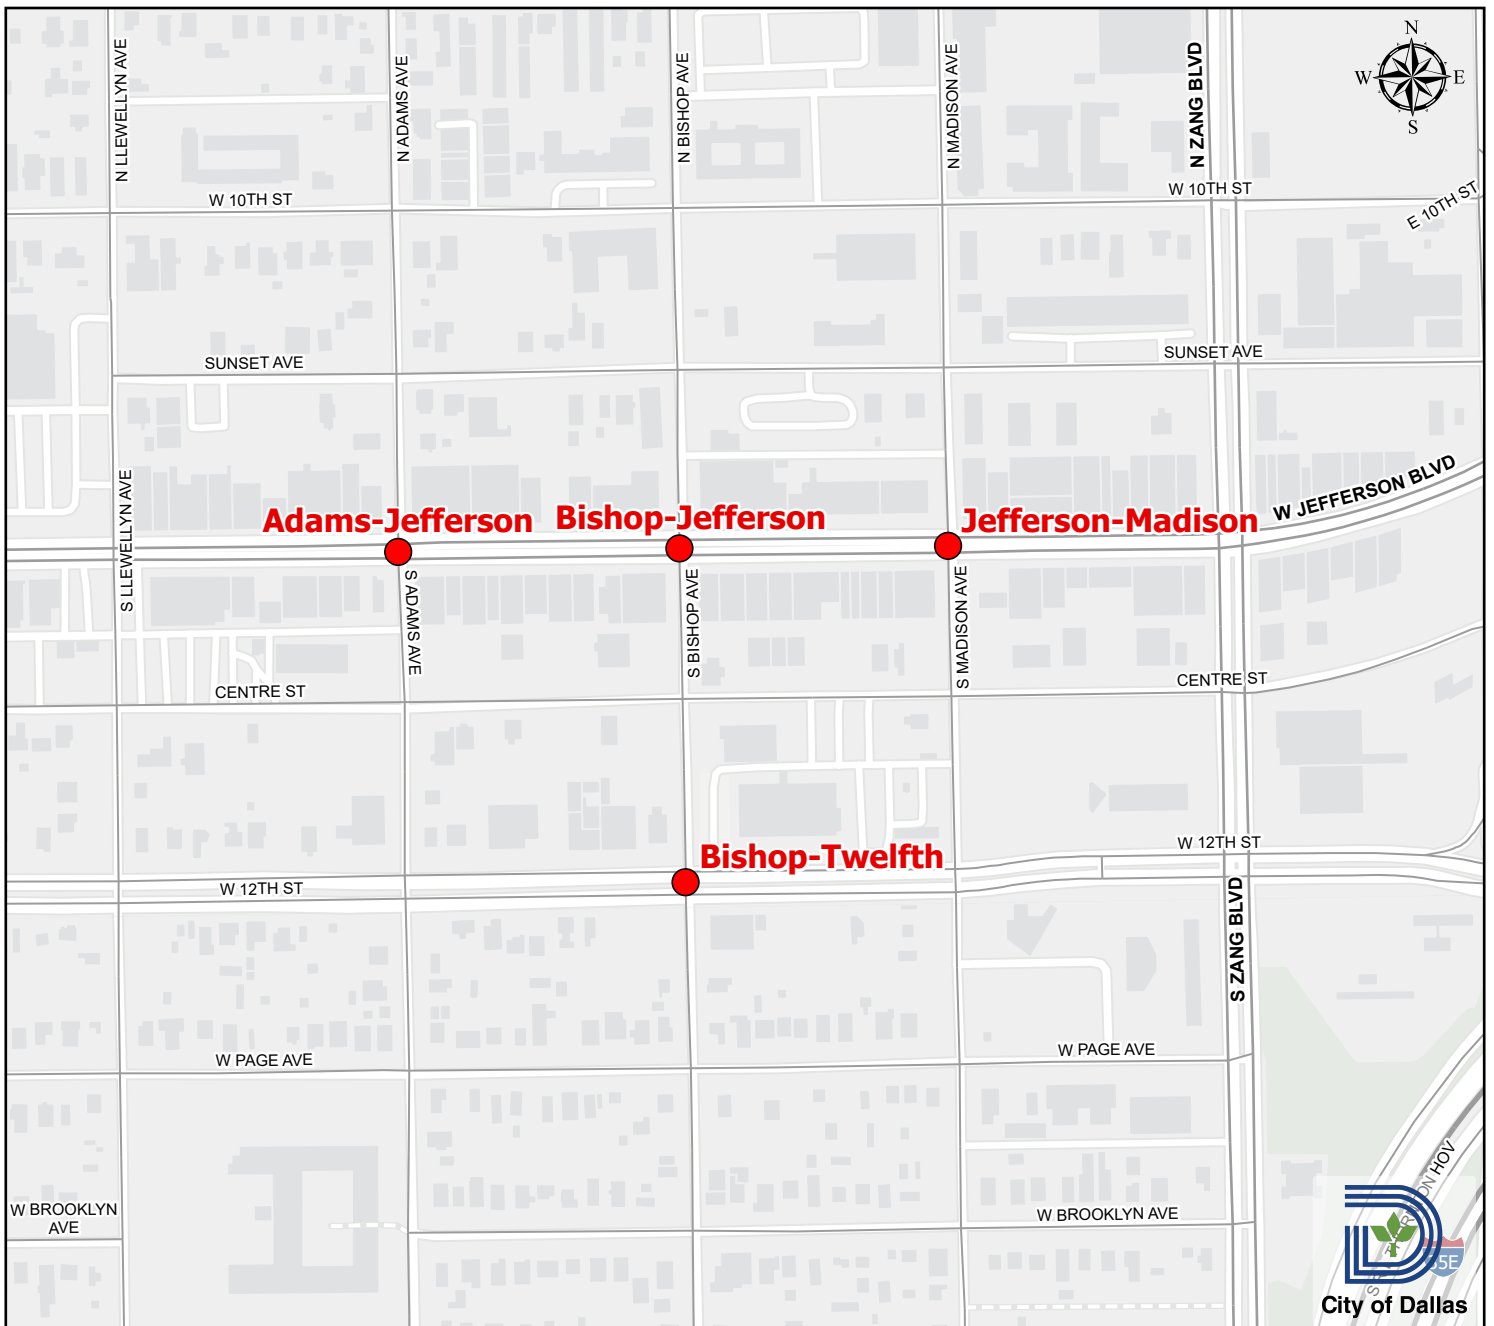 N LLEWELLYN AVE
N ADAMS AVE
N BISHOP AVE
N MADISON AVE
N ZANG BLVD
N
W
E
S
W 10TH ST
W 10TH ST
E 10TH ST
SUNSET AVE
SUNSET AVE
S LLEWELLYN AVE
Adams-Jefferson
Bishop-Jefferson
Jefferson-Madison
W JEFFERSON BLVD
S ADAMS AVE
S BISHOP AVE
S MADISON AVE
CENTRE ST
CENTRE ST
Bishop-Twelfth
W 12TH ST
W 12TH ST
S ZANG BLVD
W PAGE AVE
W PAGE AVE
W BROOKLYN
AVE
W BROOKLYN AVE
HOV
35E
City of Dallas